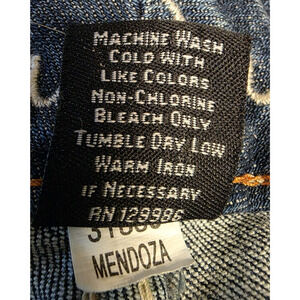 MACHINE WASH
COLD WITH
LIKE COLORS
NON-CHLORINE
BLEACH ONLY
TUMBLE DRY LOW
WARM IRON
IF NECESSARY
RN 129986
MENDOZA